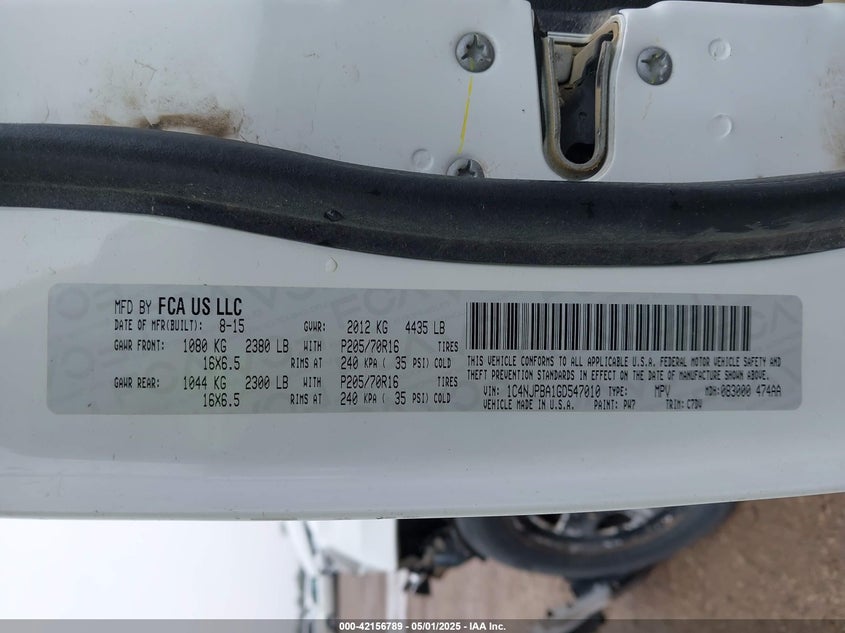 MFD BY FCA US LLC
DATE OF MFR(BUILT): 8-15 GVWR: 2012 KG 4435 LB
GAWR FRONT: 1080 KG 2380 LB WITH P205/70R16 TIRES
16X6.5 RIMS AT 240 KPA ( 35 PSI) COLD
GAWR REAR: 1044 KG 2300 LB WITH P205/70R16 TIRES
16X6.5 RIMS AT 240 KPA ( 35 PSI) COLD
THIS VEHICLE CONFORMS TO ALL APPLICABLE U.S.A. FEDERAL MOTOR VEHICLE SAFETY AND
THEFT PREVENTION STANDARDS IN EFFECT ON THE DATE OF MANUFACTURE SHOWN ABOVE.
VIN: 1C4NJPBA1GD547010 TYPE: MPV MDH:083000 474AA
VEHICLE MADE IN U.S.A. PAINT: PW7 TRIM: C7DV
000-42156789 - 05/01/2025 - IAA Inc.